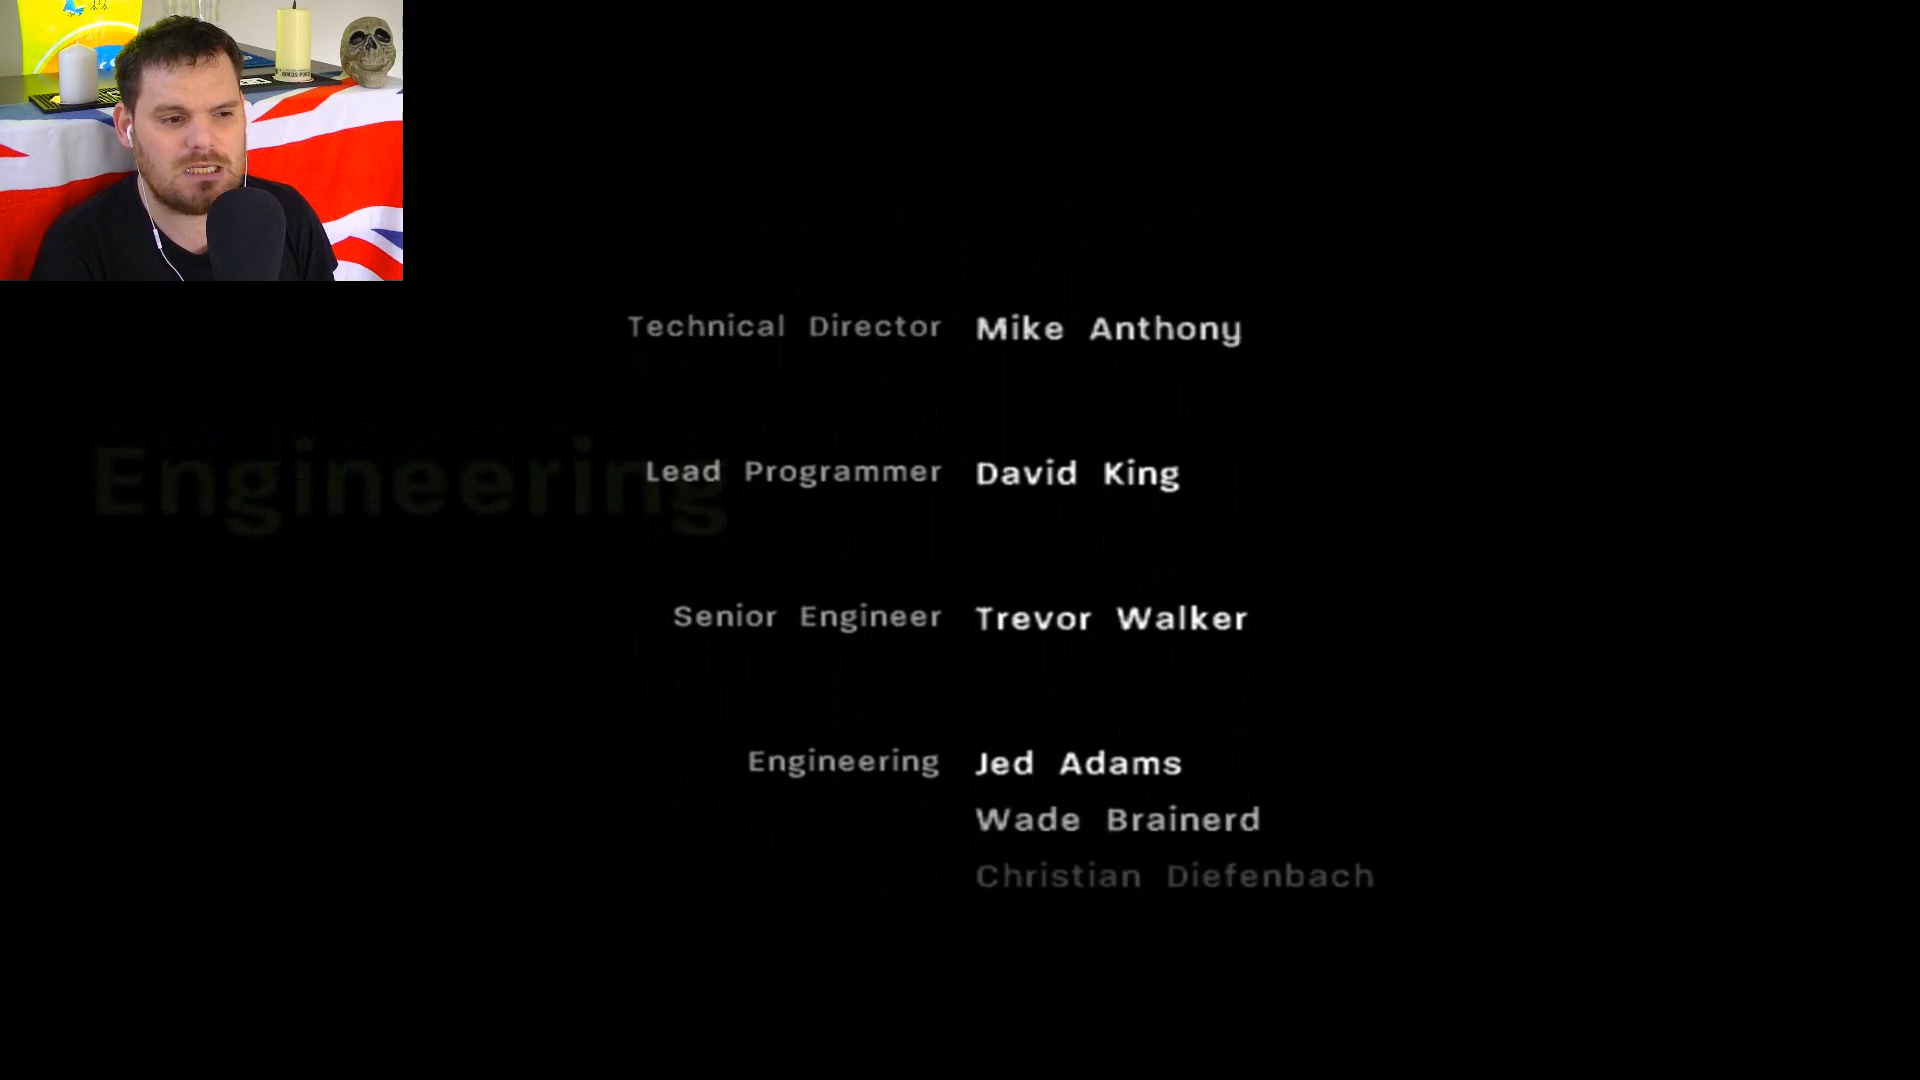 Technical Director Mike Anthony
Engineering
Lead Programmer David King
Senior Engineer Trevor Walker
Engineering Jed Adams
Wade Brainerd
Christian Diefenbach